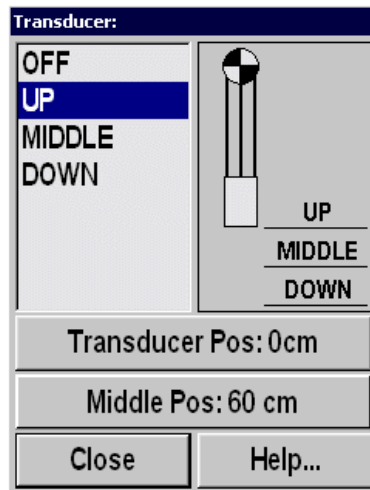 Transducer:
OFF
UP
MIDDLE
DOWN
UP
MIDDLE
DOWN
Transducer Pos: 0cm
Middle Pos: 60 cm
Close
Help...